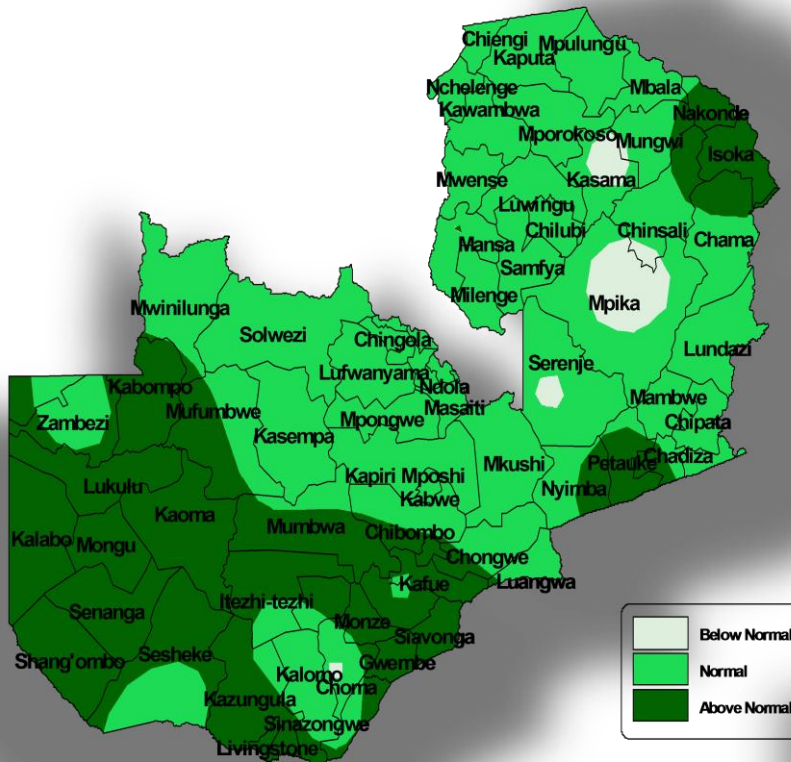 Chiengi
Mpulungu
Kaputa
Nchelenge
Mbala
Kawambwa
Nakonde
Mporokoso
Mungwi
Isoka
Mwense
Kasama
Luwingu
Chilubi
Chinsali
Mansa
Chama
Samfya
Milenge
Mpika
Mwinilunga
Solwezi
Chingola
Lundazi
Serenje
Lufwanyama
Kabompo
Ndola
Mambwe
Zambezi
Mufumbwe
Masaiti
Mpongwe
Chipata
Kasempa
Petauke
Chadiza
Mkushi
Kapiri Mposhi
Lukulu
Nyimba
Kabwe
Kaoma
Mumbwa
Chibombo
Kalabo
Mongu
Chongwe
Kafue
Luangwa
Itezhi-tezhi
Senanga
Monze
Siavonga
Shang'ombo
Sesheke
Gwembe
Kalomo
Choma
Kazungula
Sinazongwe
Livingstone
Below Normal
Normal
Above Normal